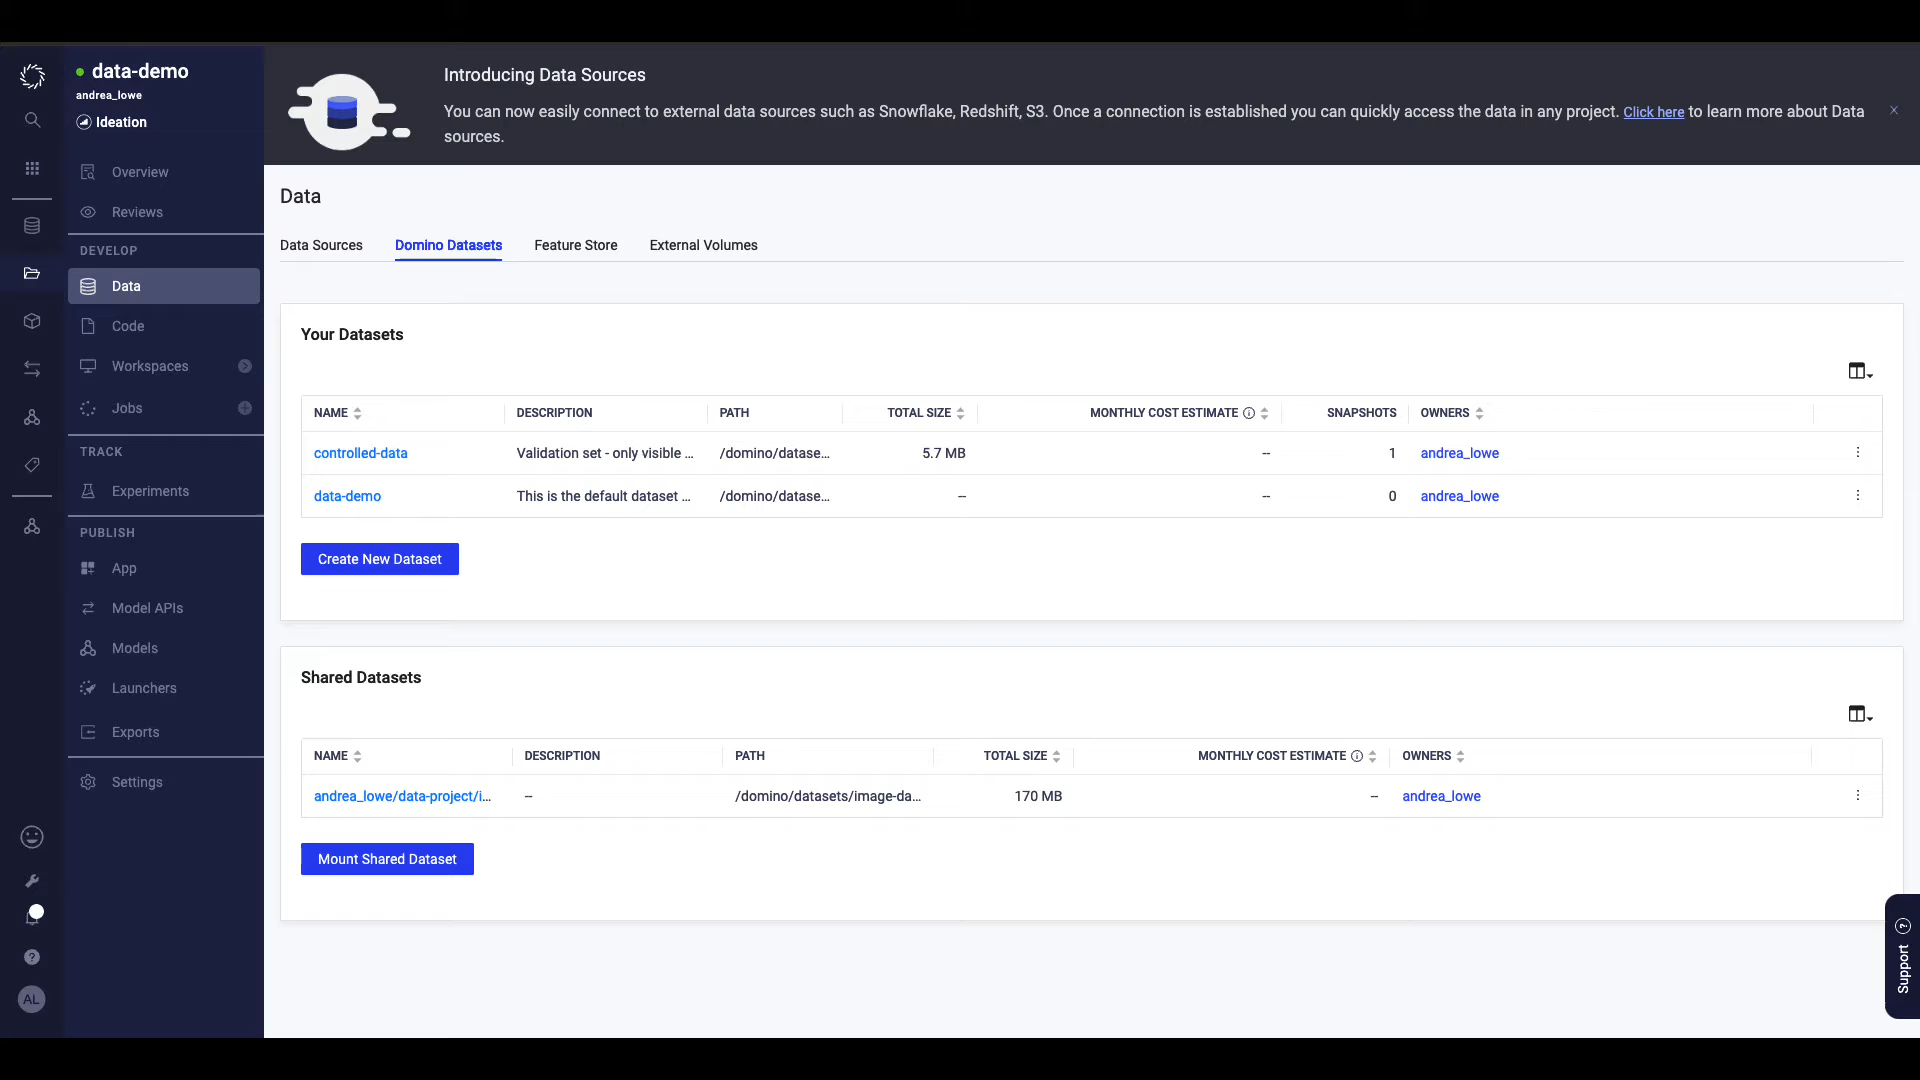 data-demo
andrea_lowe
Ideation
Overview
Reviews
DEVELOP
Data
Code
Workspaces
Jobs
TRACK
Experiments
PUBLISH
App
Model APIs
Models
Launchers
Exports
Settings
AL
Introducing Data Sources
You can now easily connect to external data sources such as Snowflake, Redshift, S3. Once a connection is established you can quickly access the data in any project. Click here to learn more about Data
sources.
Data
Data Sources Domino Datasets Feature Store External Volumes
Your Datasets
NAME DESCRIPTION PATH TOTAL SIZE MONTHLY COST ESTIMATE SNAPSHOTS OWNERS
controlled-data Validation set - only visible ... /domino/datase... 5.7 MB -- 1 andrea_lowe
data-demo This is the default dataset ... /domino/datase... -- -- 0 andrea_lowe
Create New Dataset
Shared Datasets
NAME DESCRIPTION PATH TOTAL SIZE MONTHLY COST ESTIMATE OWNERS
andrea_lowe/data-project/i... -- /domino/datasets/image-da... 170 MB -- andrea_lowe
Mount Shared Dataset
Support